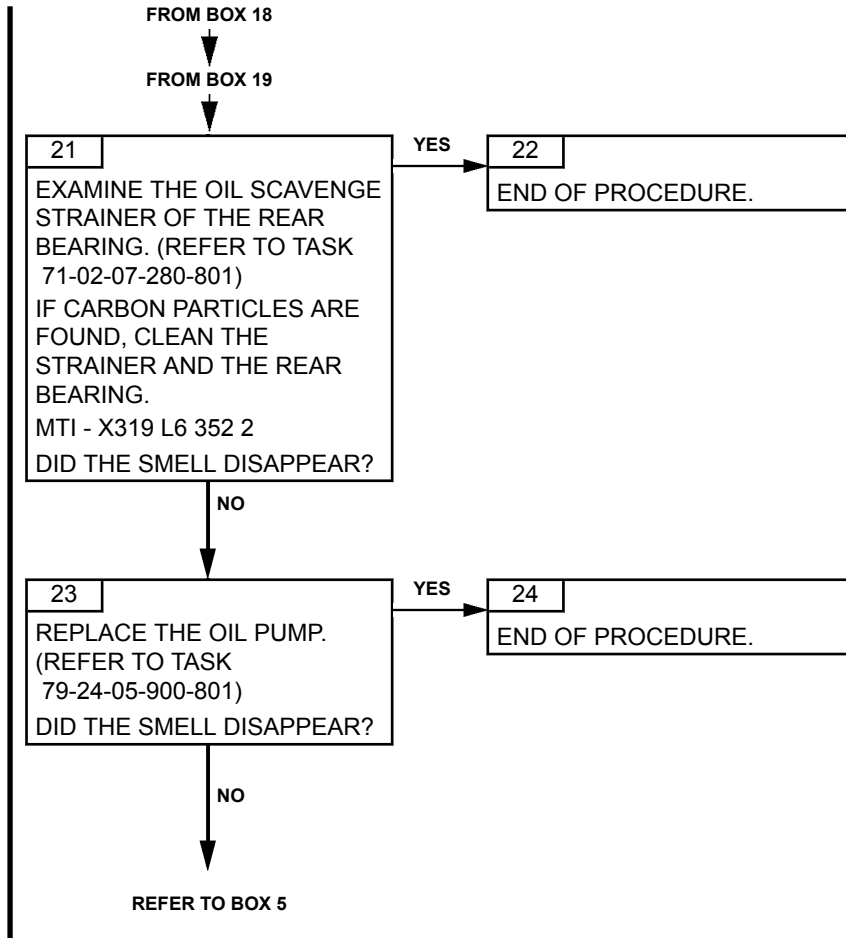 FROM BOX 18
FROM BOX 19
21
EXAMINE THE OIL SCAVENGE
STRAINER OF THE REAR
BEARING. (REFER TO TASK
71-02-07-280-801)
IF CARBON PARTICLES ARE
FOUND, CLEAN THE
STRAINER AND THE REAR
BEARING.
MTI - X319 L6 352 2
DID THE SMELL DISAPPEAR?
YES
22
END OF PROCEDURE.
NO
23
REPLACE THE OIL PUMP.
(REFER TO TASK
79-24-05-900-801)
DID THE SMELL DISAPPEAR?
YES
24
END OF PROCEDURE.
NO
REFER TO BOX 5